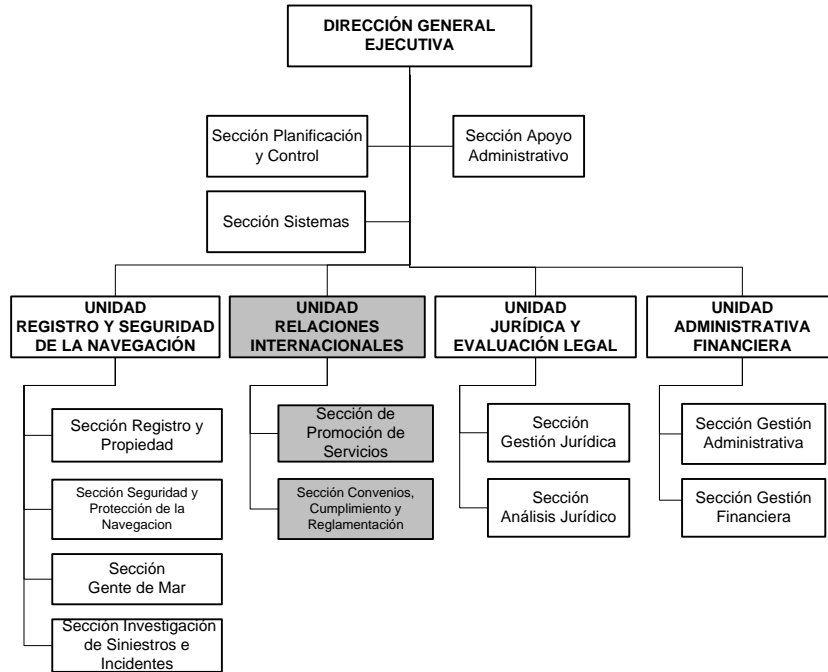 DIRECCIÓN GENERAL
EJECUTIVA
Sección Planificación
y Control
Sección Apoyo
Administrativo
Sección Sistemas
UNIDAD
REGISTRO Y SEGURIDAD
DE LA NAVEGACIÓN
UNIDAD
RELACIONES
INTERNACIONALES
UNIDAD
JURÍDICA Y
EVALUACIÓN LEGAL
UNIDAD
ADMINISTRATIVA
FINANCIERA
Sección Registro y
Propiedad
Sección Seguridad y
Protección de la
Navegacion
Sección
Gente de Mar
Sección Investigación
de Siniestros e
Incidentes
Sección de
Promoción de
Servicios
Sección Convenios,
Cumplimiento y
Reglamentación
Sección
Gestión Jurídica
Sección
Análisis Jurídico
Sección Gestión
Administrativa
Sección Gestión
Financiera